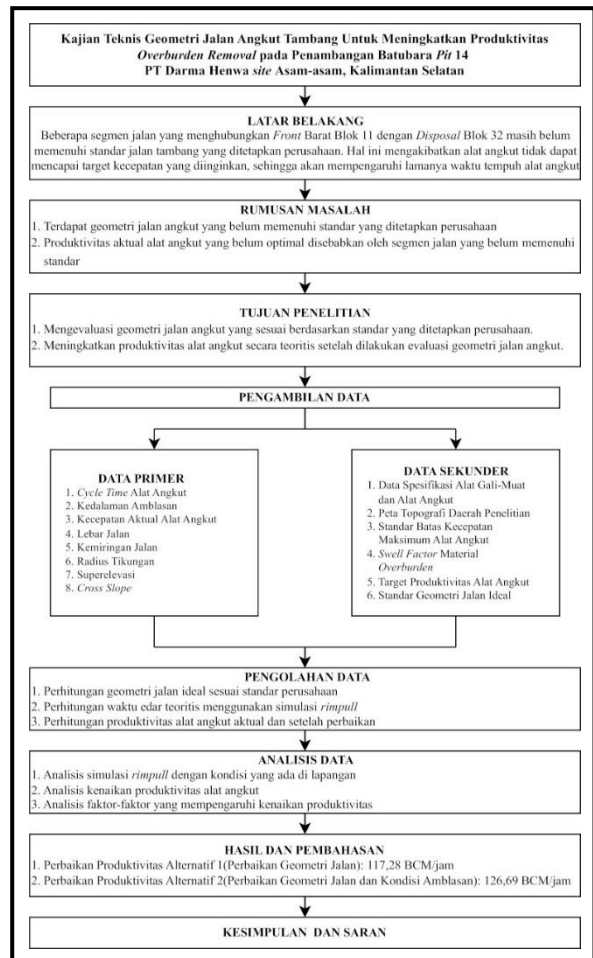 Kajian Teknis Geometri Jalan Angkut Tambang Untuk Meningkatkan Produktivitas
Overburden Removal pada Penambangan Batubara Pit 14
PT Darma Henwa site Asam-asam, Kalimantan Selatan
LATAR BELAKANG
Beberapa segmen jalan yang menghubungkan Front Barat Blok 11 dengan Disposal Blok 32 masih belum
memenuhi standar jalan tambang yang ditetapkan perusahaan. Hal ini mengakibatkan alat angkut tidak dapat
mencapai target kecepatan yang diinginkan, sehingga akan mempengaruhi lamanya waktu tempuh alat angkut
RUMUSAN MASALAH
1. Terdapat geometri jalan angkut yang belum memenuhi standar yang ditetapkan perusahaan
2. Produktivitas aktual alat angkut yang belum optimal disebabkan oleh segmen jalan yang belum memenuhi
standar
TUJUAN PENELITIAN
1. Mengevaluasi geometri jalan angkut yang sesuai berdasarkan standar yang ditetapkan perusahaan.
2. Meningkatkan produktivitas alat angkut secara teoritis setelah dilakukan evaluasi geometri jalan angkut.
PENGAMBILAN DATA
DATA PRIMER
1. Cycle Time Alat Angkut
2. Kedalaman Amblasan
3. Kecepatan Aktual Alat Angkut
4. Lebar Jalan
5. Kemiringan Jalan
6. Radius Tikungan
7. Superelevasi
8. Cross Slope
DATA SEKUNDER
1. Data Spesifikasi Alat Gali-Muat
dan Alat Angkut
2. Peta Topografi Daerah Penelitian
3. Standar Batas Kecepatan
Maksimum Alat Angkut
4. Swell Factor Material
Overburden
5. Target Produktivitas Alat Angkut
6. Standar Geometri Jalan Ideal
PENGOLAHAN DATA
1. Perhitungan geometri jalan ideal sesuai standar perusahaan
2. Perhitungan waktu edar teoritis menggunakan simulasi rimpull
3. Perhitungan produktivitas alat angkut aktual dan setelah perbaikan
ANALISIS DATA
1. Analisis simulasi rimpull dengan kondisi yang ada di lapangan
2. Analisis kenaikan produktivitas alat angkut
3. Analisis faktor-faktor yang mempengaruhi kenaikan produktivitas
HASIL DAN PEMBAHASAN
1. Perbaikan Produktivitas Alternatif 1(Perbaikan Geometri Jalan): 117,28 BCM/jam
2. Perbaikan Produktivitas Alternatif 2(Perbaikan Geometri Jalan dan Kondisi Amblasan): 126,69 BCM/jam
KESIMPULAN DAN SARAN